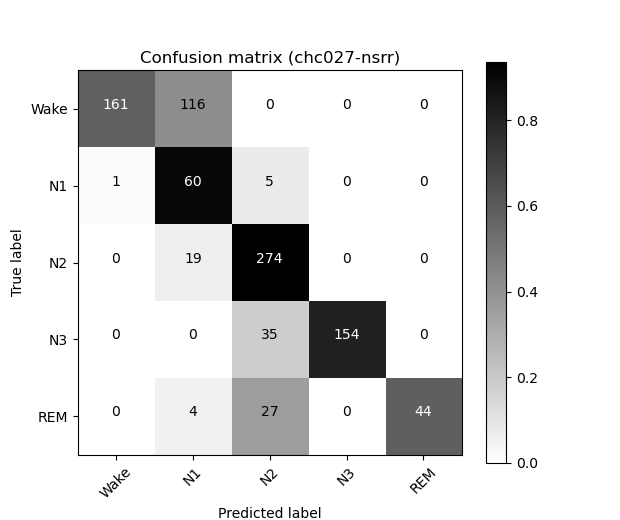 Confusion matrix (chc027-nsrr)
Wake 161 116 0 0 0
0.8
N1 1 60 5 0 0
0.6
N2 0 19 274 0 0
True label
0.4
N3 0 0 35 154 0
0.2
REM 0 4 27 0 44
0.0
Wake N1 N2 N3 REM
Predicted label